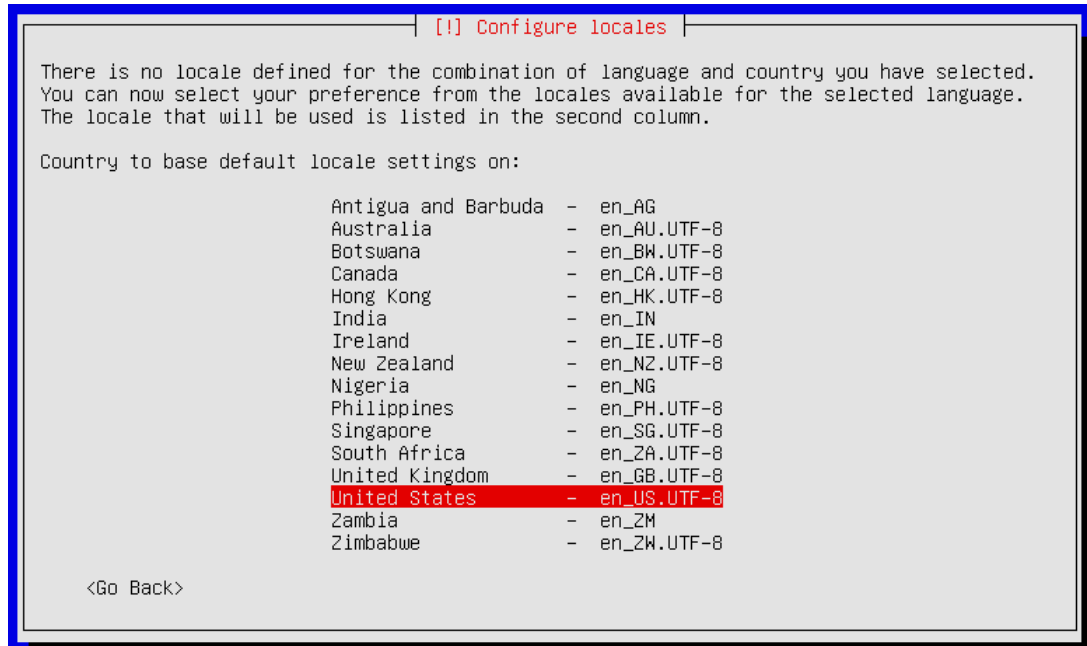 [!] Configure locales
There is no locale defined for the combination of language and country you have selected.
You can now select your preference from the locales available for the selected language.
The locale that will be used is listed in the second column.
Country to base default locale settings on:
Antigua and Barbuda - en_AG
Australia - en_AU.UTF-8
Botswana - en_BW.UTF-8
Canada - en_CA.UTF-8
Hong Kong - en_HK.UTF-8
India - en_IN
Ireland - en_IE.UTF-8
New Zealand - en_NZ.UTF-8
Nigeria - en_NG
Philippines - en_PH.UTF-8
Singapore - en_SG.UTF-8
South Africa - en_ZA.UTF-8
United Kingdom - en_GB.UTF-8
United States - en_US.UTF-8
Zambia - en_ZM
Zimbabwe - en_ZW.UTF-8
<Go Back>